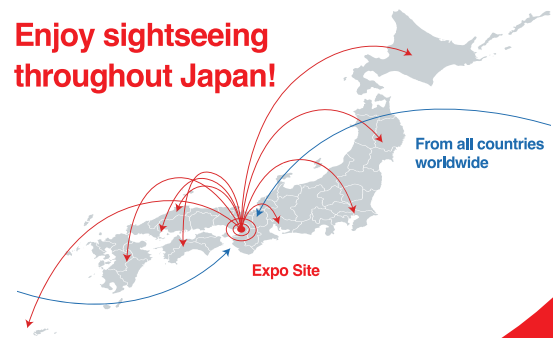 Enjoy sightseeing
throughout Japan!
From all countries
worldwide
Expo Site